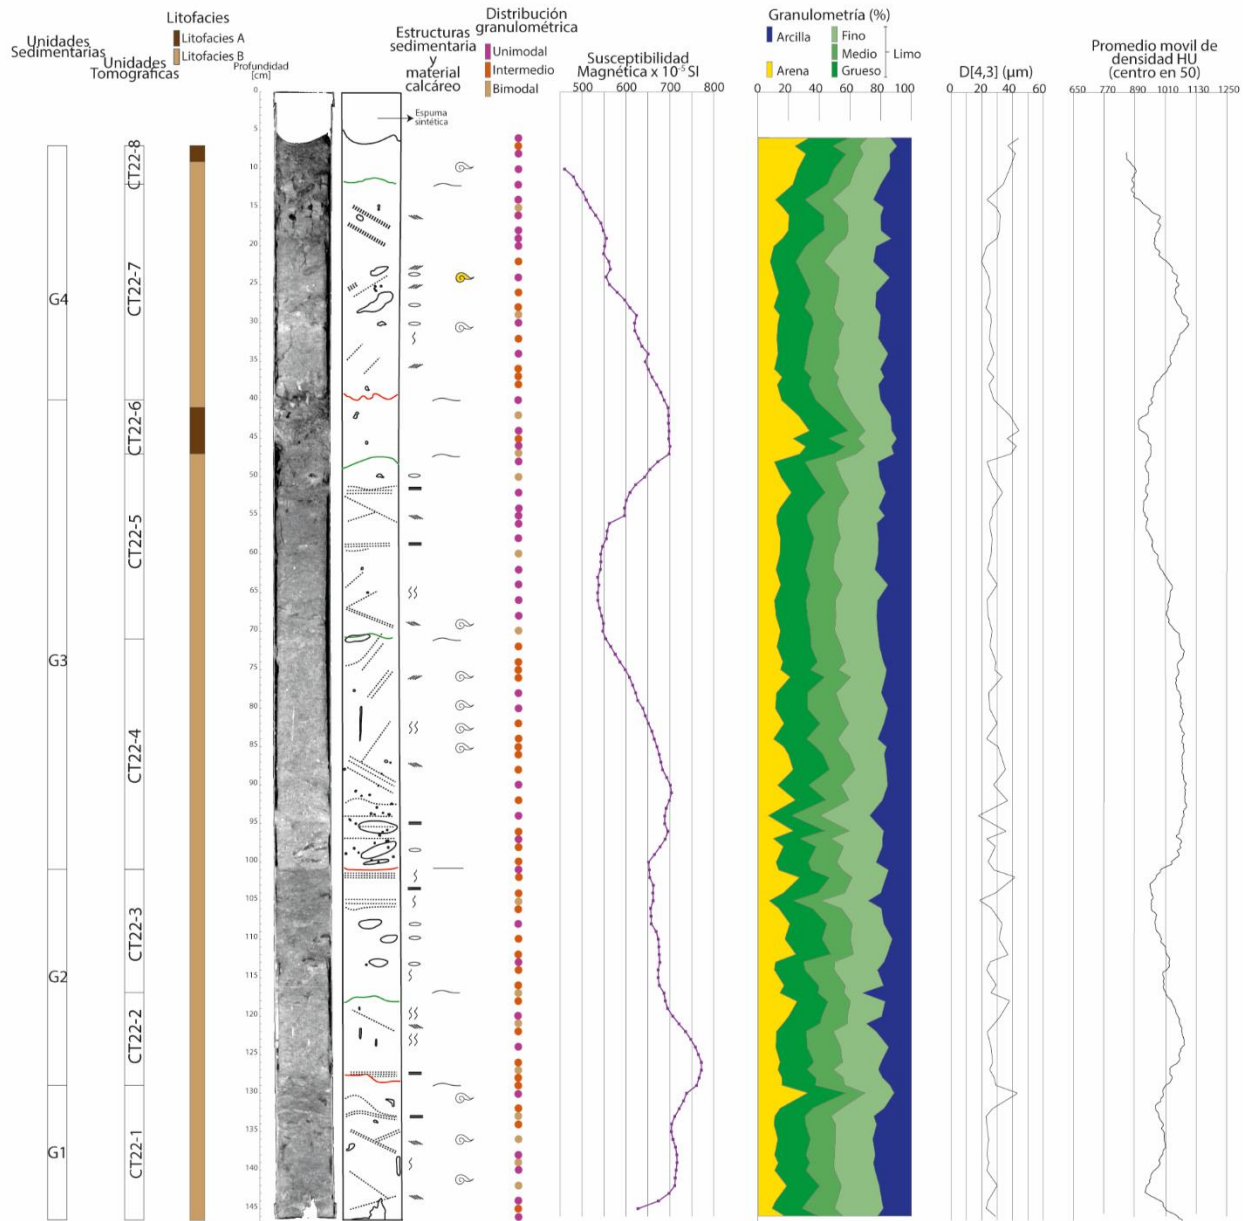 Unidades
Sedimentarias
Unidades
Tomograficas
Litofacies
Litofacies A
Litofacies B
Profundidad
[cm]
Estructuras
sedimentaria
y
material
calcáreo
Distribución
granulométrica
Unimodal
Intermedio
Bimodal
Susceptibilidad
Magnética x 10⁻⁵ SI
500 600 700 800
Granulometría (%)
Arcilla
Arena
Fino
Medio
Grueso
Limo
0 20 40 60 80 100
D[4,3] (μm)
0 20 40 60
Promedio movil de
densidad HU
(centro en 50)
650 770 890 1010 1130 1250
Espuma
sintética
0
5
10
15
20
25
30
35
40
45
50
55
60
65
70
75
80
85
90
95
100
105
110
115
120
125
130
135
140
145
G4
G3
G2
G1
CT22-8
CT22-7
CT22-6
CT22-5
CT22-4
CT22-3
CT22-2
CT22-1